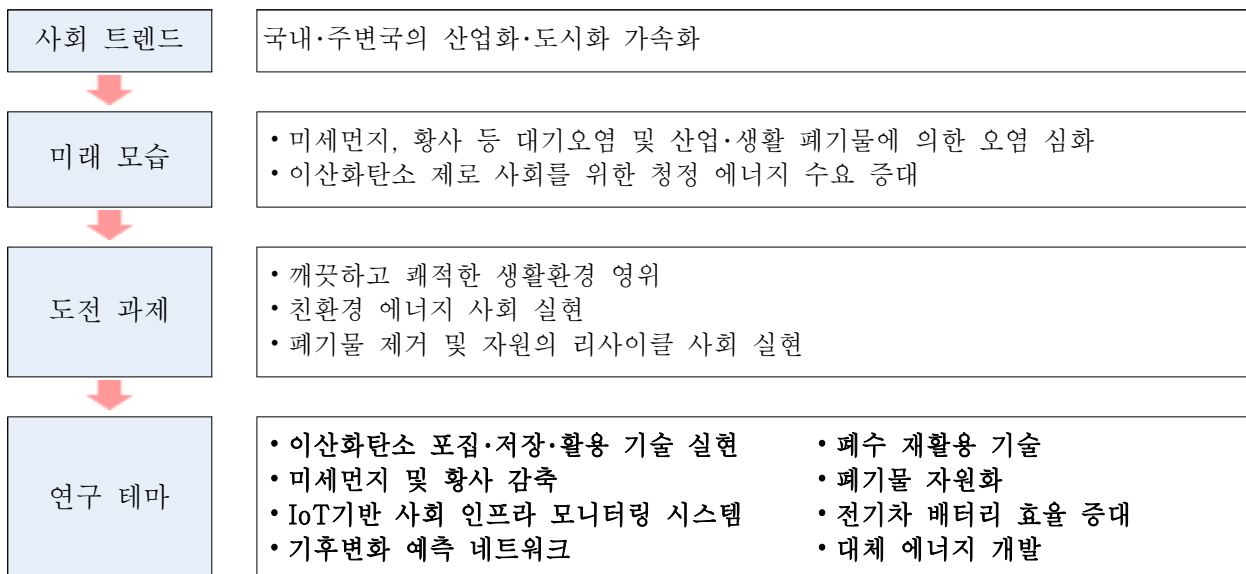 사회 트렌드
국내·주변국의 산업화·도시화 가속화
미래 모습
• 미세먼지, 황사 등 대기오염 및 산업·생활 폐기물에 의한 오염 심화
• 이산화탄소 제로 사회를 위한 청정 에너지 수요 증대
도전 과제
• 깨끗하고 쾌적한 생활환경 영위
• 친환경 에너지 사회 실현
• 폐기물 제거 및 자원의 리사이클 사회 실현
연구 테마
• 이산화탄소 포집·저장·활용 기술 실현
• 미세먼지 및 황사 감축
• IoT기반 사회 인프라 모니터링 시스템
• 기후변화 예측 네트워크
• 폐수 재활용 기술
• 폐기물 자원화
• 전기차 배터리 효율 증대
• 대체 에너지 개발